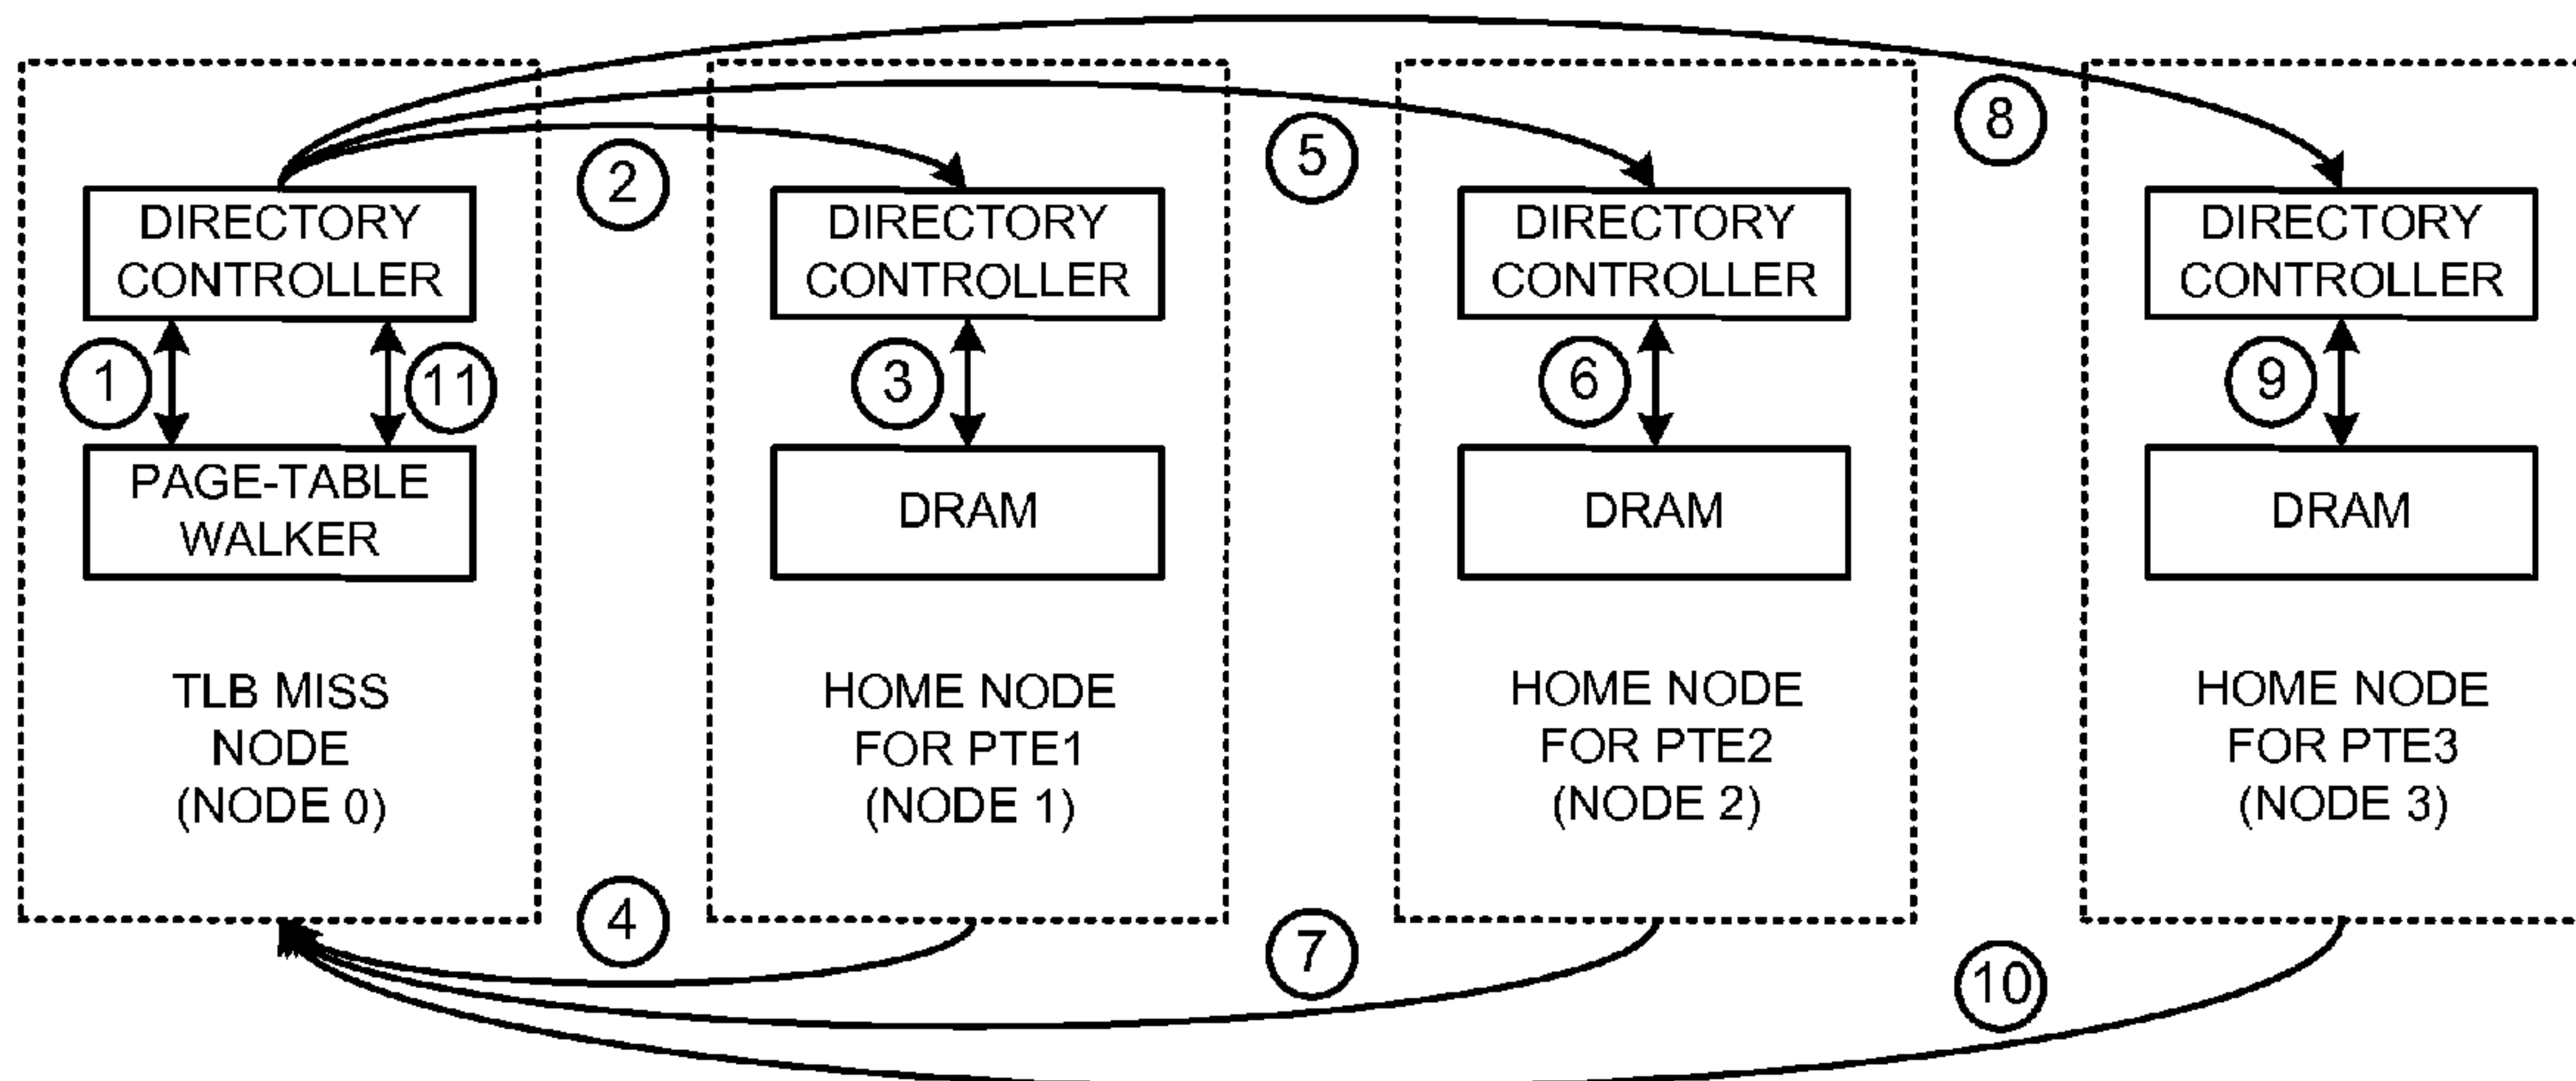 8
2
5
DIRECTORY
CONTROLLER
DIRECTORY
CONTROLLER
DIRECTORY
CONTROLLER
DIRECTORY
CONTROLLER
1
11
3
6
9
PAGE-TABLE
WALKER
DRAM
DRAM
DRAM
TLB MISS
NODE
(NODE 0)
HOME NODE
FOR PTE1
(NODE 1)
HOME NODE
FOR PTE2
(NODE 2)
HOME NODE
FOR PTE3
(NODE 3)
4
7
10